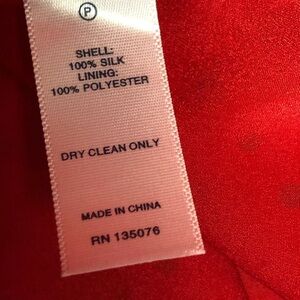 P
SHELL:
100% SILK
LINING:
100% POLYESTER
DRY CLEAN ONLY
MADE IN CHINA
RN 135076